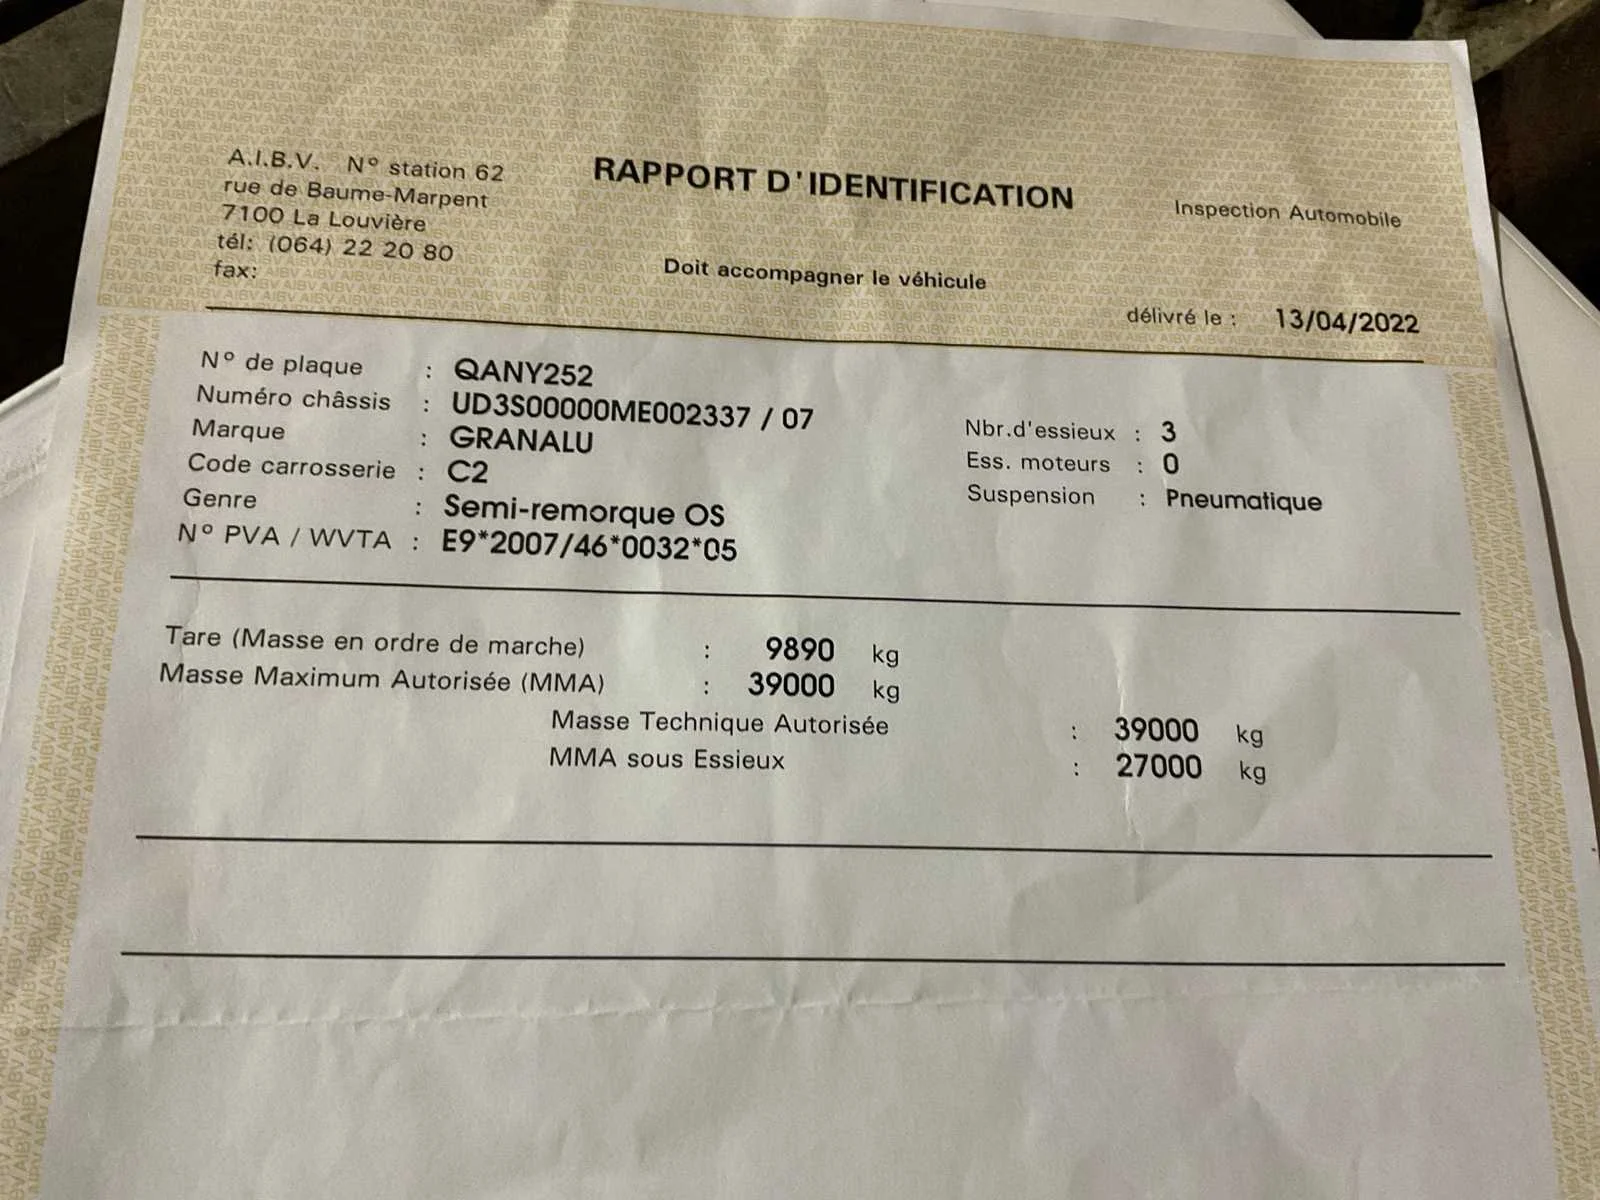 A.I.B.V. N° station 62
rue de Baume-Marpent
7100 La Louvière
tél: (064) 22 20 80
fax:
RAPPORT D'IDENTIFICATION
Doit accompagner le véhicule
Inspection Automobile
délivré le : 13/04/2022
N° de plaque : QANY252
Numéro châssis : UD3S00000ME002337 / 07
Marque : GRANALU
Code carrosserie : C2
Genre : Semi-remorque OS
N° PVA / WVTA : E9*2007/46*0032*05
Nbr.d'essieux : 3
Ess. moteurs : 0
Suspension : Pneumatique
Tare (Masse en ordre de marche) : 9890 kg
Masse Maximum Autorisée (MMA) : 39000 kg
Masse Technique Autorisée : 39000 kg
MMA sous Essieux : 27000 kg